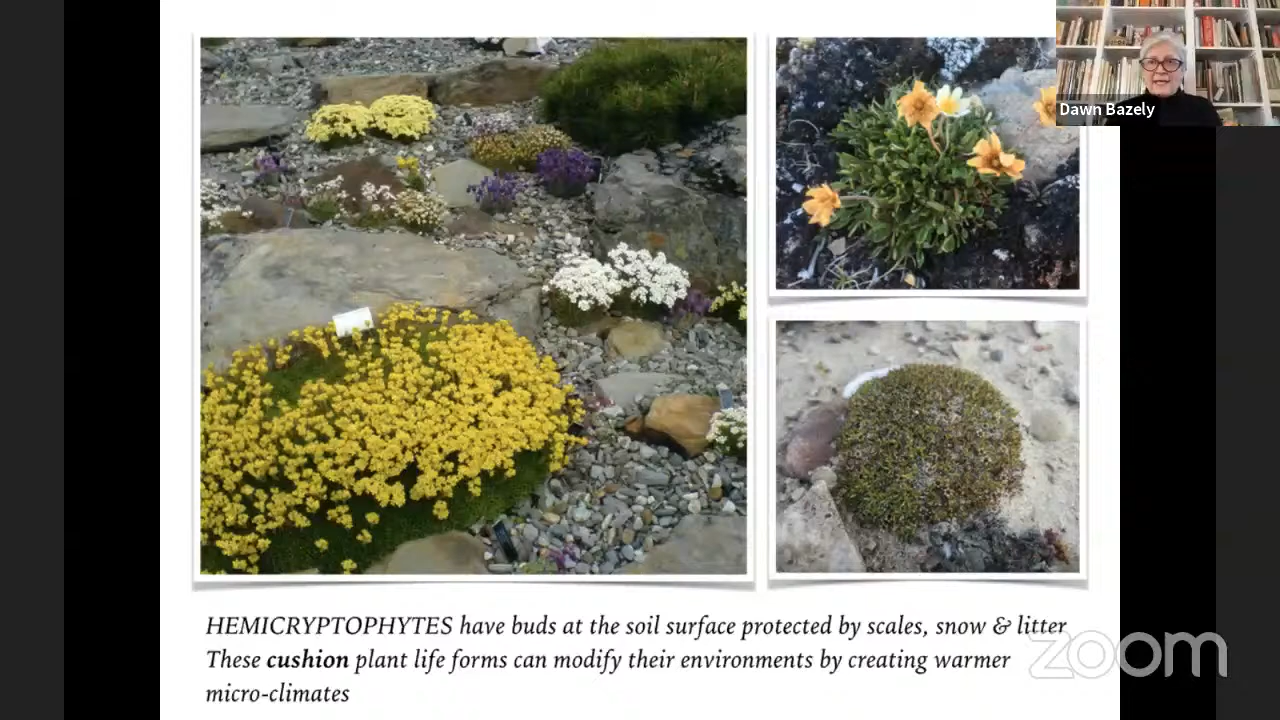 Dawn Bazely
HEMICRYPTOPHYTES have buds at the soil surface protected by scales, snow & litter
These cushion plant life forms can modify their environments by creating warmer
micro-climates
zoom